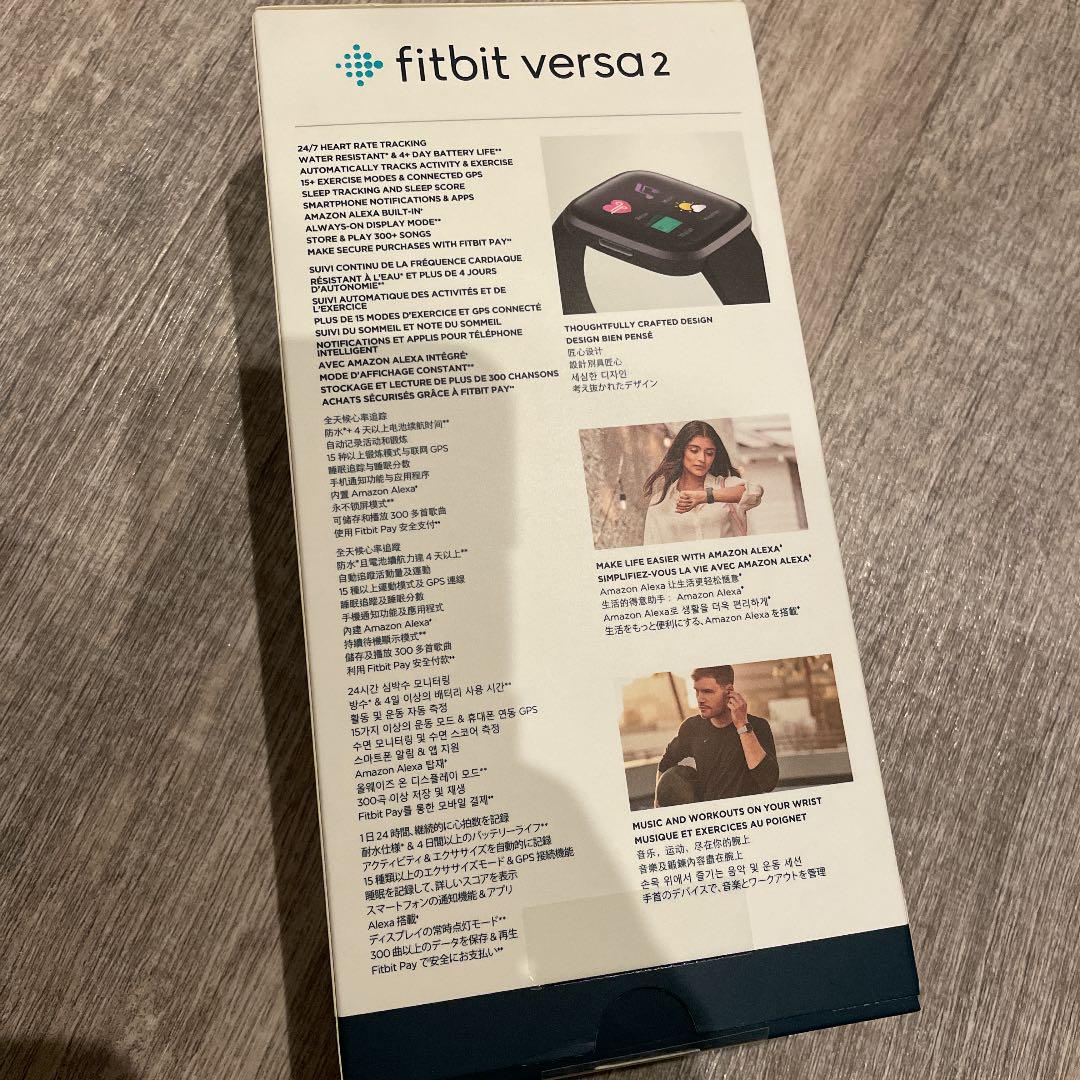 fitbit versa 2
24/7 HEART RATE TRACKING
WATER RESISTANT* & 4+ DAY BATTERY LIFE**
AUTOMATICALLY TRACKS ACTIVITY & EXERCISE
15+ EXERCISE MODES & CONNECTED GPS
SLEEP TRACKING AND SLEEP SCORE
SMARTPHONE NOTIFICATIONS & APPS
AMAZON ALEXA BUILT-IN⁺
ALWAYS-ON DISPLAY MODE**
STORE & PLAY 300+ SONGS
MAKE SECURE PURCHASES WITH FITBIT PAY⁺⁺
SUIVI CONTINU DE LA FRÉQUENCE CARDIAQUE
RÉSISTANT À L'EAU* ET PLUS DE 4 JOURS
D'AUTONOMIE**
SUIVI AUTOMATIQUE DES ACTIVITÉS ET DE
L'EXERCICE
PLUS DE 15 MODES D'EXERCICE ET GPS CONNECTÉ
SUIVI DU SOMMEIL ET NOTE DU SOMMEIL
NOTIFICATIONS ET APPLIS POUR TÉLÉPHONE
INTELLIGENT
AVEC AMAZON ALEXA INTÉGRÉ⁺
MODE D'AFFICHAGE CONSTANT**
STOCKAGE ET LECTURE DE PLUS DE 300 CHANSONS
ACHATS SÉCURISÉS GRÂCE À FITBIT PAY⁺⁺
全天候心率追踪
防水*+ 4 天以上电池续航时间**
自动记录活动和锻炼
15 种以上锻炼模式与联网 GPS
睡眠追踪与睡眠分数
手机通知功能与应用程序
内置 Amazon Alexa⁺
永不锁屏模式**
可储存和播放 300 多首歌曲
使用 Fitbit Pay 安全支付⁺⁺
全天候心率追蹤
防水*且電池續航力達 4 天以上**
自動追蹤活動量及運動
15 種以上運動模式及 GPS 連線
睡眠追蹤及睡眠分數
手機通知功能及應用程式
內建 Amazon Alexa⁺
持續待機顯示模式**
儲存及播放 300 多首歌曲
利用 Fitbit Pay 安全付款⁺⁺
24시간 심박수 모니터링
방수* & 4일 이상의 배터리 사용 시간**
활동 및 운동 자동 측정
15가지 이상의 운동 모드 & 휴대폰 연동 GPS
수면 모니터링 및 수면 스코어 측정
스마트폰 알림 & 앱 지원
Amazon Alexa 탑재⁺
올웨이즈 온 디스플레이 모드**
300곡 이상 저장 및 재생
Fitbit Pay를 통한 모바일 결제⁺⁺
1日24時間、継続的に心拍数を記録
耐水仕様* & 4日間以上のバッテリーライフ**
アクティビティ & エクササイズを自動的に記録
15 種類以上のエクササイズモード & GPS 接続機能
睡眠を記録して、詳しいスコアを表示
スマートフォンの通知機能 & アプリ
Alexa 搭載⁺
ディスプレイの常時点灯モード**
300 曲以上のデータを保存 & 再生
Fitbit Pay で安全にお支払い⁺⁺
THOUGHTFULLY CRAFTED DESIGN
DESIGN BIEN PENSÉ
匠心设计
設計別具匠心
세심한 디자인
考え抜かれたデザイン
MAKE LIFE EASIER WITH AMAZON ALEXA⁺
SIMPLIFIEZ-VOUS LA VIE AVEC AMAZON ALEXA⁺
Amazon Alexa 让生活更轻松惬意⁺
生活的得意助手：Amazon Alexa⁺
Amazon Alexa로 생활을 더욱 편리하게⁺
生活をもっと便利にする、Amazon Alexa を搭載⁺
MUSIC AND WORKOUTS ON YOUR WRIST
MUSIQUE ET EXERCICES AU POIGNET
音乐，运动，尽在你的腕上
音樂及鍛鍊內容盡在腕上
손목 위에서 즐기는 음악 및 운동 세션
手首のデバイスで、音楽とワークアウトを管理